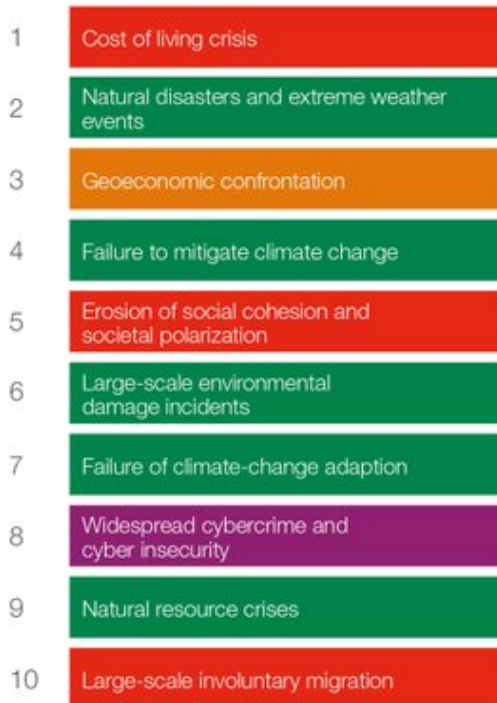 1 Cost of living crisis
2 Natural disasters and extreme weather
events
3 Geoeconomic confrontation
4 Failure to mitigate climate change
5 Erosion of social cohesion and
societal polarization
6 Large-scale environmental
damage incidents
7 Failure of climate-change adaption
8 Widespread cybercrime and
cyber insecurity
9 Natural resource crises
10 Large-scale involuntary migration